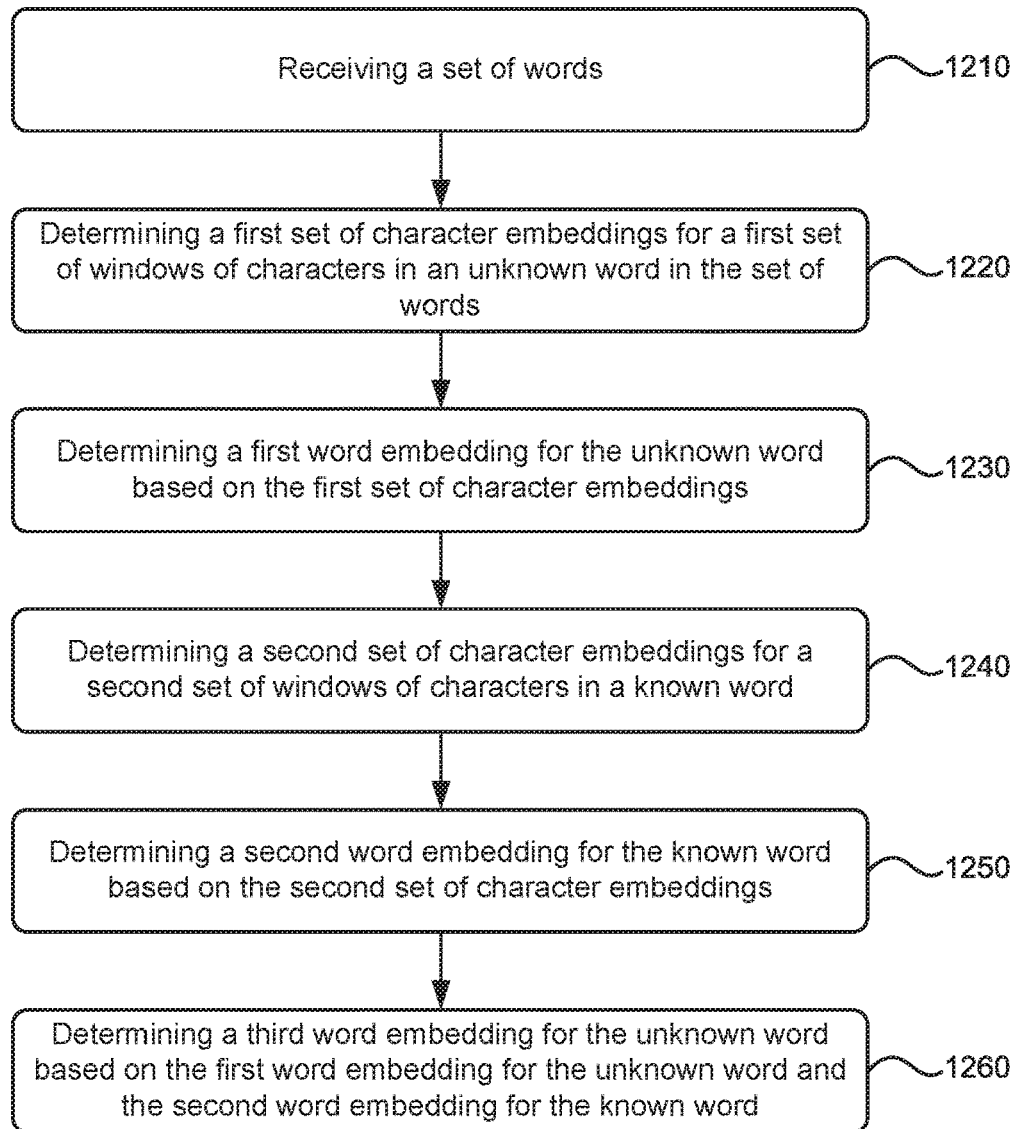 Receiving a set of words
1210
Determining a first set of character embeddings for a first set
of windows of characters in an unknown word in the set of
words
1220
Determining a first word embedding for the unknown word
based on the first set of character embeddings
1230
Determining a second set of character embeddings for a
second set of windows of characters in a known word
1240
Determining a second word embedding for the known word
based on the second set of character embeddings
1250
Determining a third word embedding for the unknown word
based on the first word embedding for the unknown word and
the second word embedding for the known word
1260